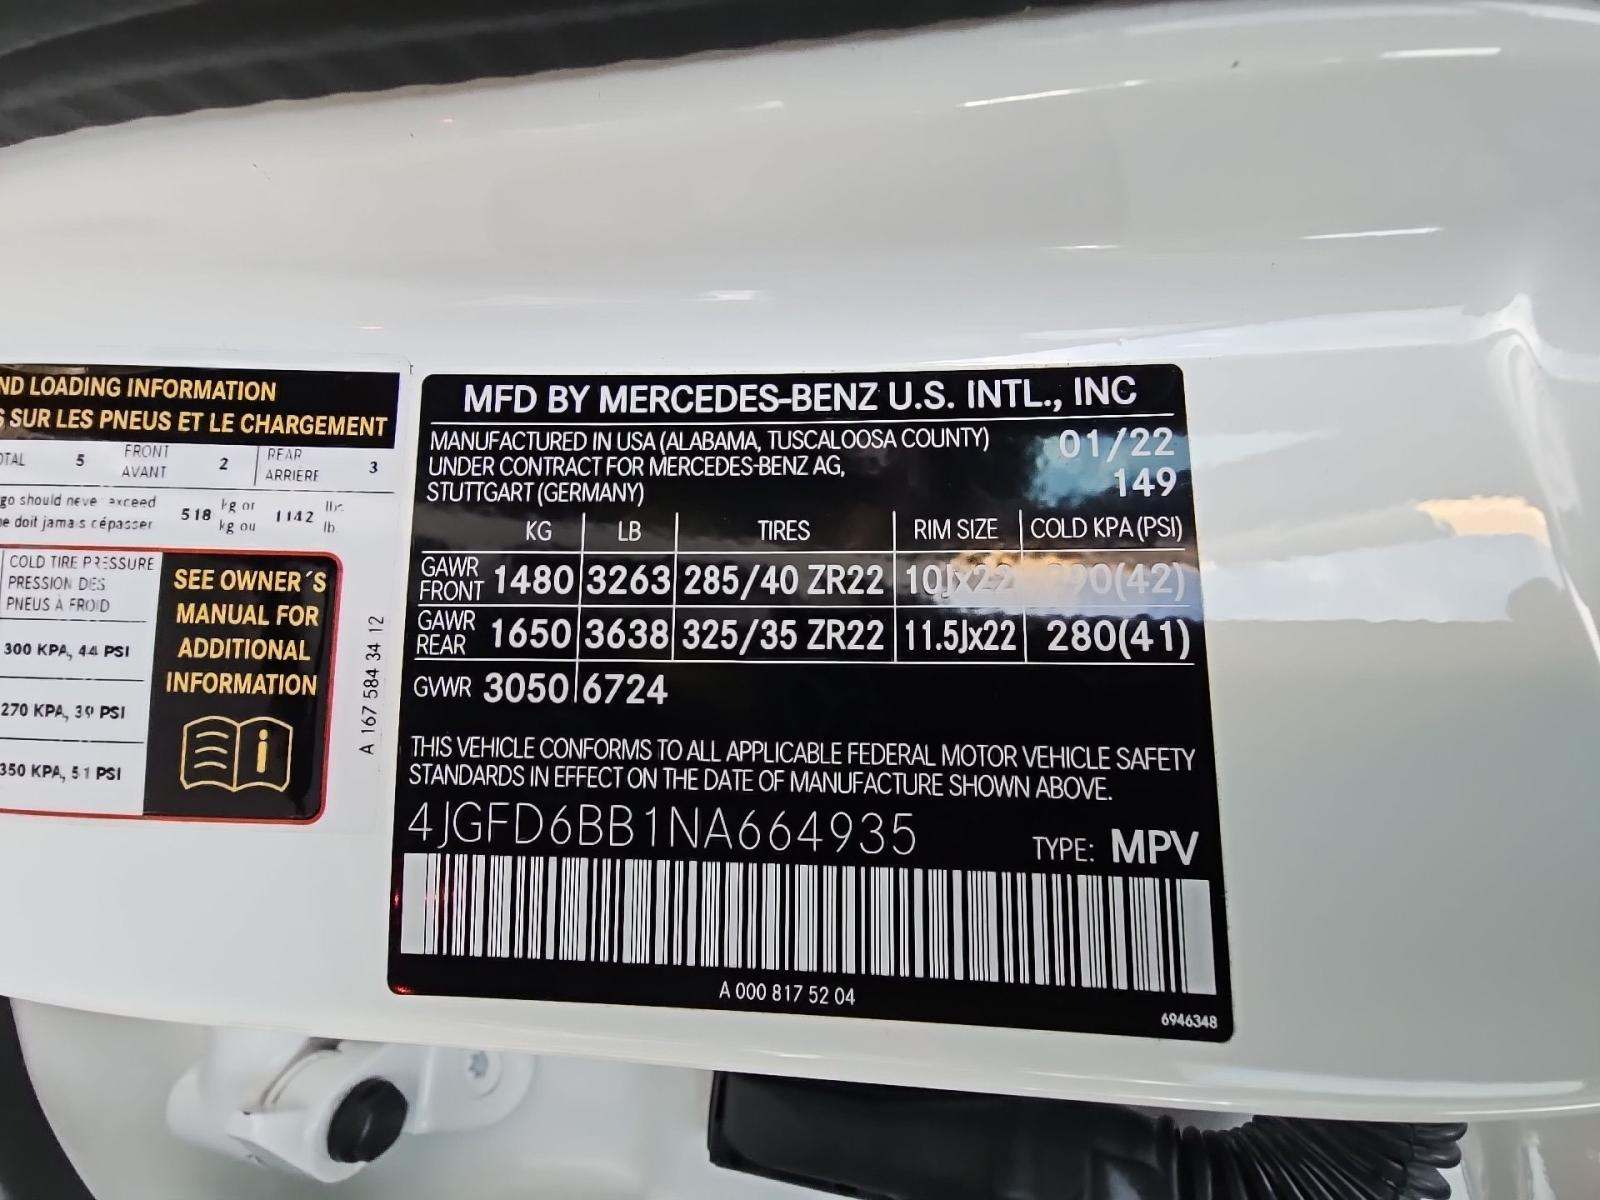 ND LOADING INFORMATION
SUR LES PNEUS ET LE CHARGEMENT
TOTAL 5 FRONT AVANT 2 REAR ARRIERE 3
go should never exceed
ne doit jamais dépasser
518 kg or kg ou 1142 lb. lb.
COLD TIRE PRESSURE
PRESSION DES
PNEUS À FROID
300 KPA, 44 PSI
270 KPA, 39 PSI
350 KPA, 51 PSI
SEE OWNER´S
MANUAL FOR
ADDITIONAL
INFORMATION
A 167 584 34 12
MFD BY MERCEDES-BENZ U.S. INTL., INC
MANUFACTURED IN USA (ALABAMA, TUSCALOOSA COUNTY) 01/22
UNDER CONTRACT FOR MERCEDES-BENZ AG, 149
STUTTGART (GERMANY)
KG LB TIRES RIM SIZE COLD KPA (PSI)
GAWR FRONT 1480 3263 285/40 ZR22 10Jx22 290(42)
GAWR REAR 1650 3638 325/35 ZR22 11.5Jx22 280(41)
GVWR 3050 6724
THIS VEHICLE CONFORMS TO ALL APPLICABLE FEDERAL MOTOR VEHICLE SAFETY
STANDARDS IN EFFECT ON THE DATE OF MANUFACTURE SHOWN ABOVE.
4JGFD6BB1NA664935 TYPE: MPV
A 000 817 52 04
6946348